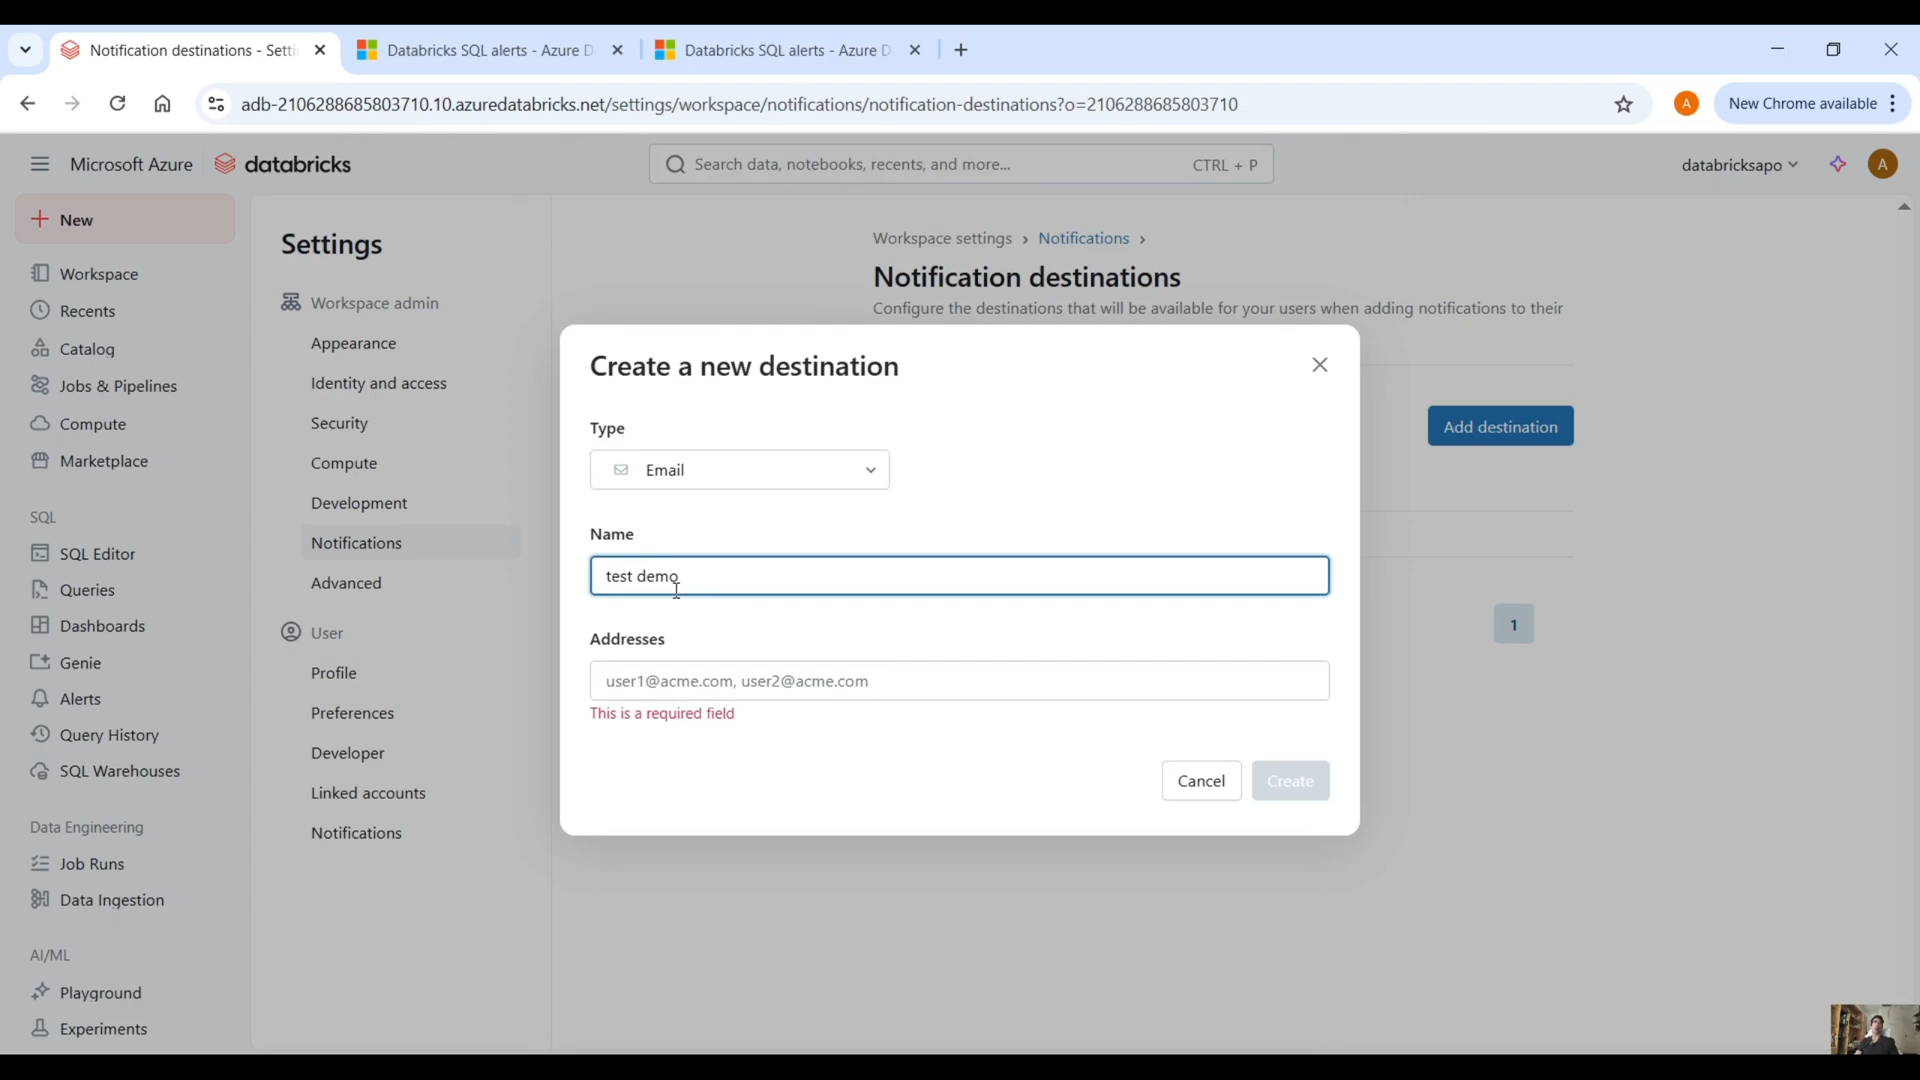 Notification destinations - Setti
Databricks SQL alerts - Azure D
Databricks SQL alerts - Azure D
adb-2106288685803710.10.azuredatabricks.net/settings/workspace/notifications/notification-destinations?o=2106288685803710
A
New Chrome available
Microsoft Azure
databricks
Search data, notebooks, recents, and more...
CTRL + P
databricksapo
A
New
Workspace
Recents
Catalog
Jobs & Pipelines
Compute
Marketplace
SQL
SQL Editor
Queries
Dashboards
Genie
Alerts
Query History
SQL Warehouses
Data Engineering
Job Runs
Data Ingestion
AI/ML
Playground
Experiments
Settings
Workspace admin
Appearance
Identity and access
Security
Compute
Development
Notifications
Advanced
User
Profile
Preferences
Developer
Linked accounts
Notifications
Workspace settings › Notifications ›
Notification destinations
Configure the destinations that will be available for your users when adding notifications to their
Add destination
1
Create a new destination
Type
Email
Name
test demo
Addresses
user1@acme.com, user2@acme.com
This is a required field
Cancel
Create